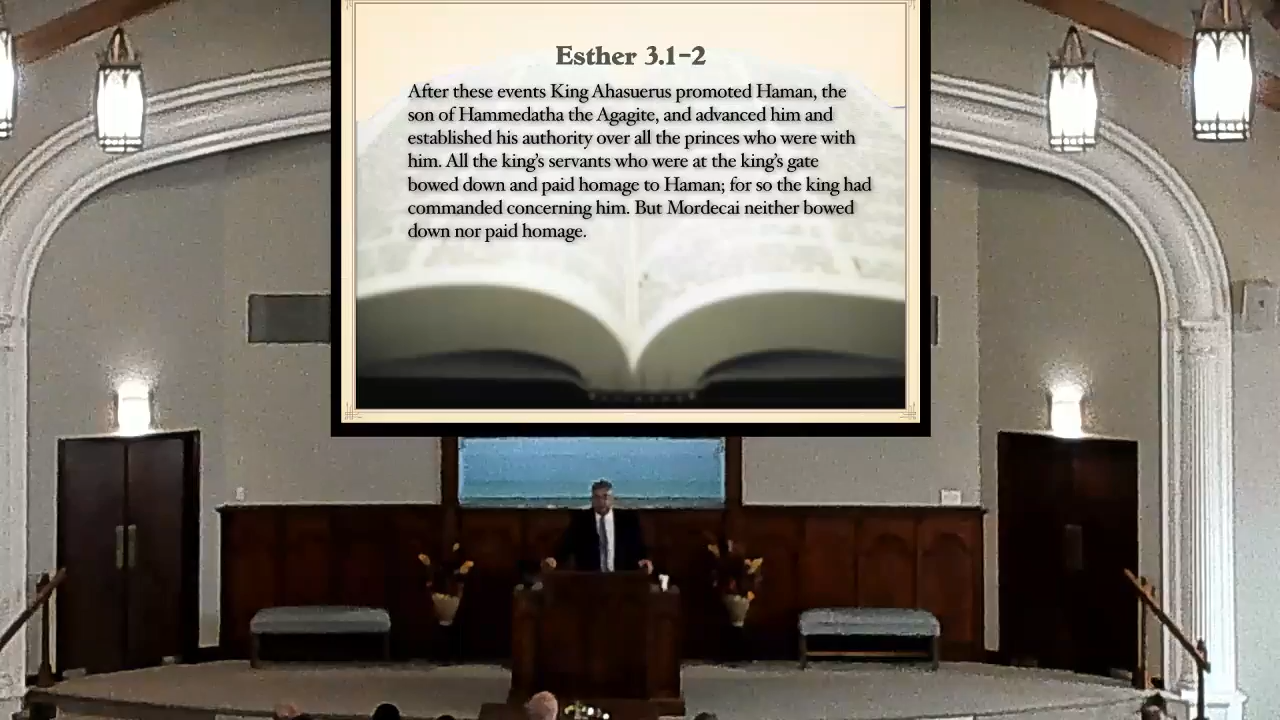 Esther 3.1-2
After these events King Ahasuerus promoted Haman, the
son of Hammedatha the Agagite, and advanced him and
established his authority over all the princes who were with
him. All the king's servants who were at the king's gate
bowed down and paid homage to Haman; for so the king had
commanded concerning him. But Mordecai neither bowed
down nor paid homage.